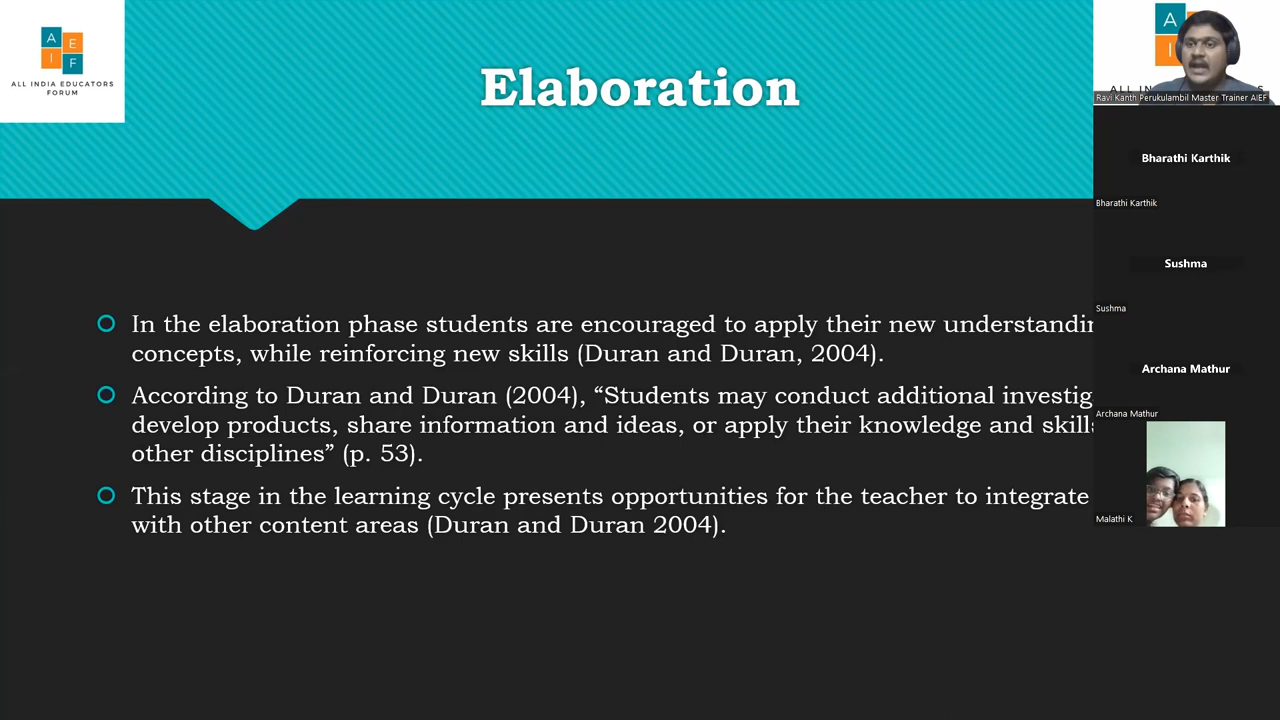 A
E
I
F
ALL INDIA EDUCATORS
FORUM
Elaboration
In the elaboration phase students are encouraged to apply their new
concepts, while reinforcing new skills (Duran and Duran, 2004).
According to Duran and Duran (2004), “Students may conduct additional
develop products, share information and ideas, or apply their knowledge and
other disciplines” (p. 53).
This stage in the learning cycle presents opportunities for the teacher to integrate
with other content areas (Duran and Duran 2004).
A
I
Ravi Kanth Perukulambil Master Trainer AIEF
Bharathi Karthik
Bharathi Karthik
Sushma
Sushma
Archana Mathur
Archana Mathur
Malathi K